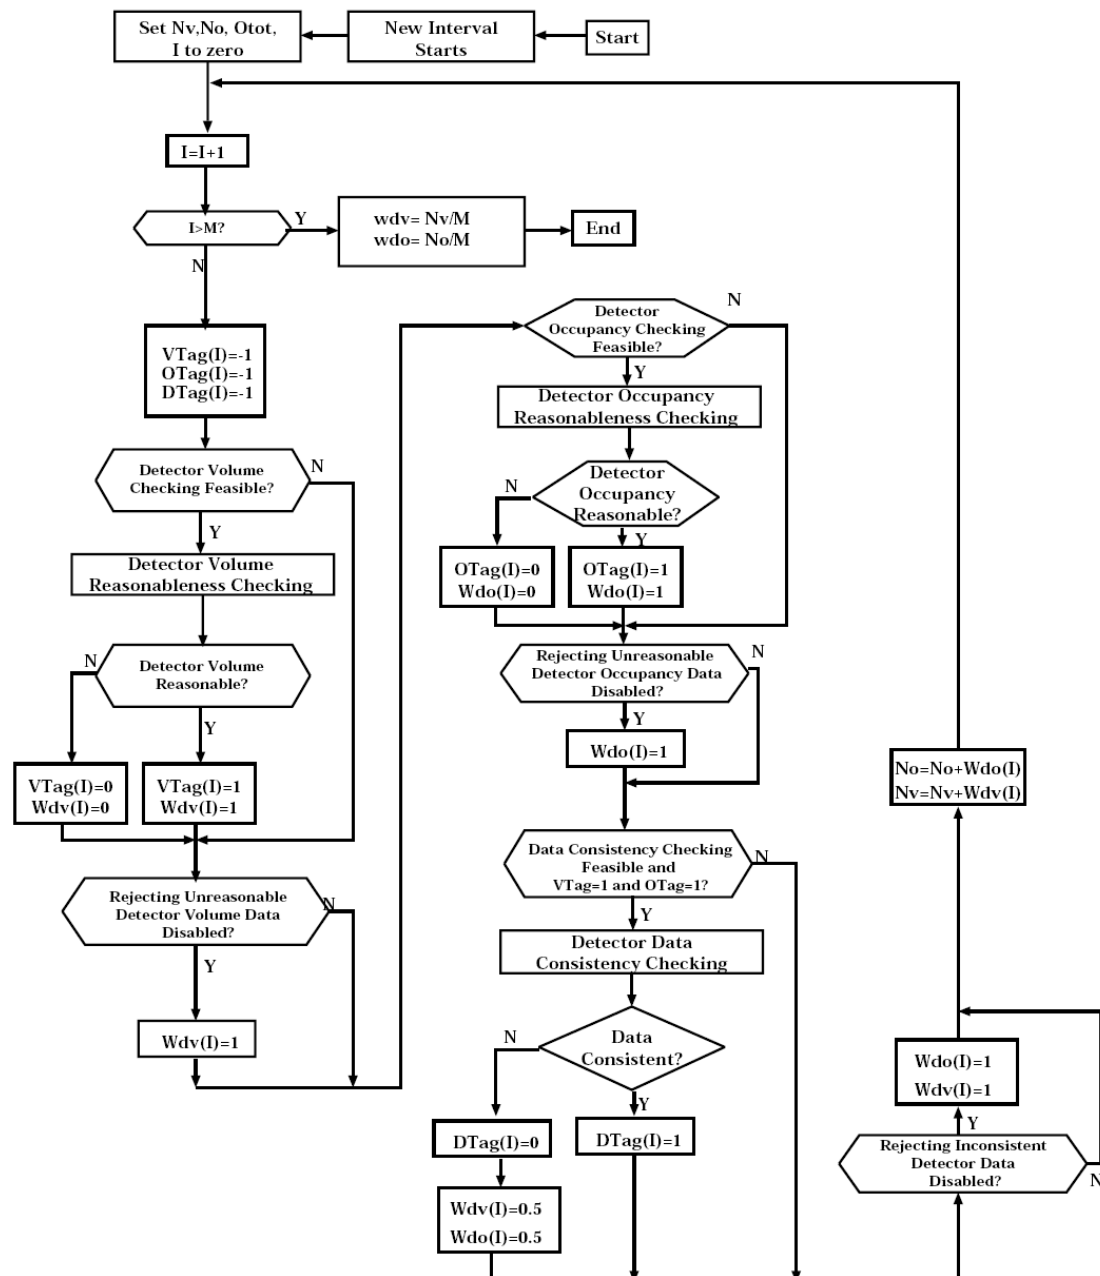 Start
New Interval
Starts
Set Nv,No, Otot,
I to zero
I=I+1
I>M?
Y
wdv= Nv/M
wdo= No/M
End
N
VTag(I)=-1
OTag(I)=-1
DTag(I)=-1
Detector Volume
Checking Feasible?
N
Y
Detector Volume
Reasonableness Checking
Detector Volume
Reasonable?
N
Y
VTag(I)=0
Wdv(I)=0
VTag(I)=1
Wdv(I)=1
Rejecting Unreasonable
Detector Volume Data
Disabled?
N
Y
Wdv(I)=1
Detector
Occupancy Checking
Feasible?
N
Y
Detector Occupancy
Reasonableness Checking
Detector
Occupancy
Reasonable?
N
Y
OTag(I)=0
Wdo(I)=0
OTag(I)=1
Wdo(I)=1
Rejecting Unreasonable
Detector Occupancy Data
Disabled?
N
Y
Wdo(I)=1
Data Consistency Checking
Feasible and
VTag=1 and OTag=1?
N
Y
Detector Data
Consistency Checking
Data
Consistent?
N
Y
DTag(I)=0
DTag(I)=1
Wdv(I)=0.5
Wdo(I)=0.5
Rejecting Inconsistent
Detector Data
Disabled?
N
Y
Wdo(I)=1
Wdv(I)=1
No=No+Wdo(I)
Nv=Nv+Wdv(I)